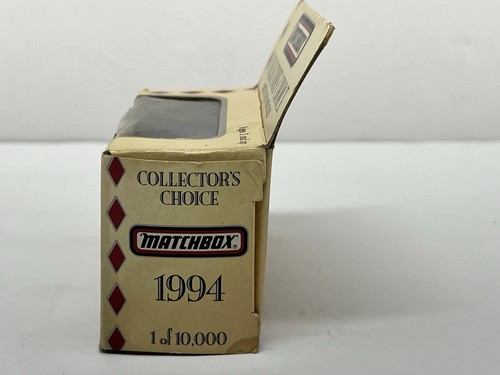 COLLECTOR'S
CHOICE
MATCHBOX
1994
1 of 10,000